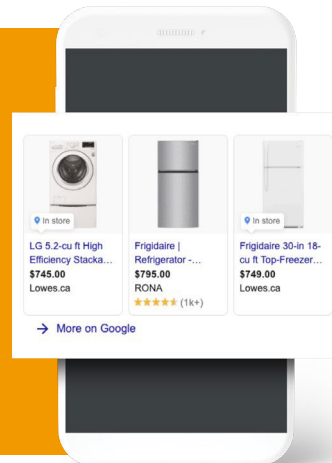 In store
LG 5.2-cu ft High
Efficiency Stacka...
$745.00
Lowes.ca
Frigidaire |
Refrigerator -...
$795.00
RONA
(1k+)
In store
Frigidaire 30-in 18-
cu ft Top-Freezer...
$749.00
Lowes.ca
→ More on Google